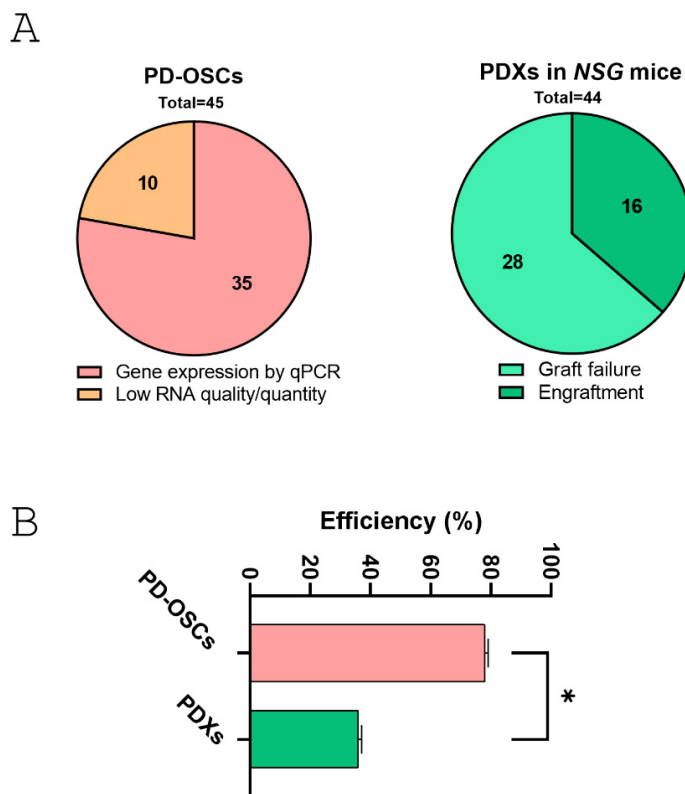 A
PD-OSCs
Total=45
10
35
Gene expression by qPCR
Low RNA quality/quantity
PDXs in NSG mice
Total=44
16
28
Graft failure
Engraftment
B
Efficiency (%)
0 20 40 60 80 100
PD-OSCs
PDXs
*